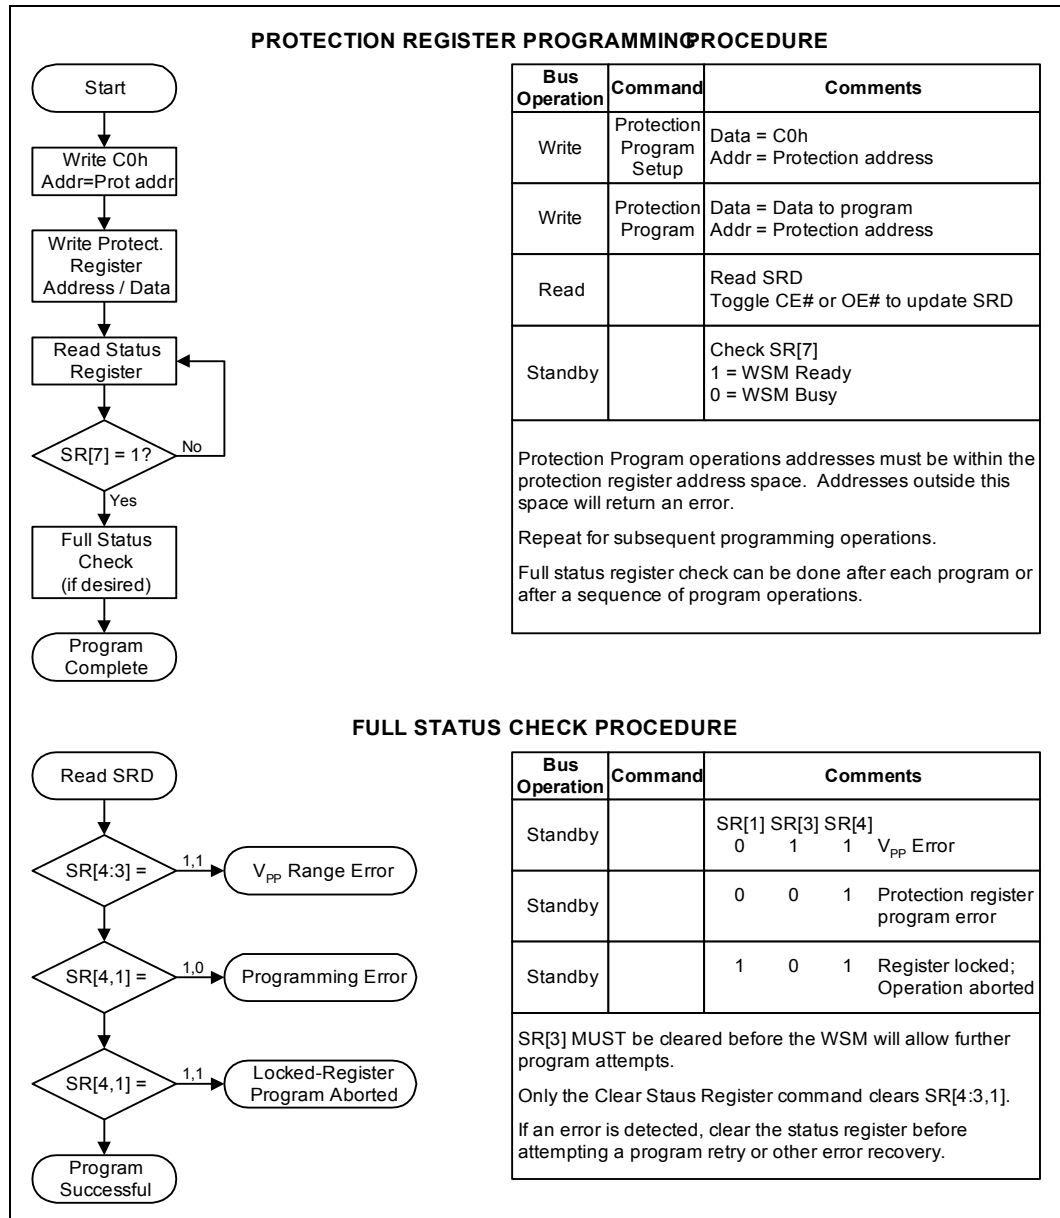 PROTECTION REGISTER PROGRAMMING PROCEDURE
Start
Write C0h
Addr=Prot addr
Write Protect.
Register
Address / Data
Read Status
Register
SR[7] = 1?
No
Yes
Full Status
Check
(if desired)
Program
Complete
Bus
Operation
Command
Comments
Write
Protection
Program
Setup
Data = C0h
Addr = Protection address
Write
Protection
Program
Data = Data to program
Addr = Protection address
Read
Read SRD
Toggle CE# or OE# to update SRD
Standby
Check SR[7]
1 = WSM Ready
0 = WSM Busy
Protection Program operations addresses must be within the
protection register address space. Addresses outside this
space will return an error.
Repeat for subsequent programming operations.
Full status register check can be done after each program or
after a sequence of program operations.
FULL STATUS CHECK PROCEDURE
Read SRD
SR[4:3] =
1,1
VPP Range Error
SR[4,1] =
1,0
Programming Error
SR[4,1] =
1,1
Locked-Register
Program Aborted
Program
Successful
Bus
Operation
Command
Comments
Standby
SR[1] SR[3] SR[4]
0 1 1 VPP Error
Standby
0 0 1 Protection register
program error
Standby
1 0 1 Register locked;
Operation aborted
SR[3] MUST be cleared before the WSM will allow further
program attempts.
Only the Clear Staus Register command clears SR[4:3,1].
If an error is detected, clear the status register before
attempting a program retry or other error recovery.